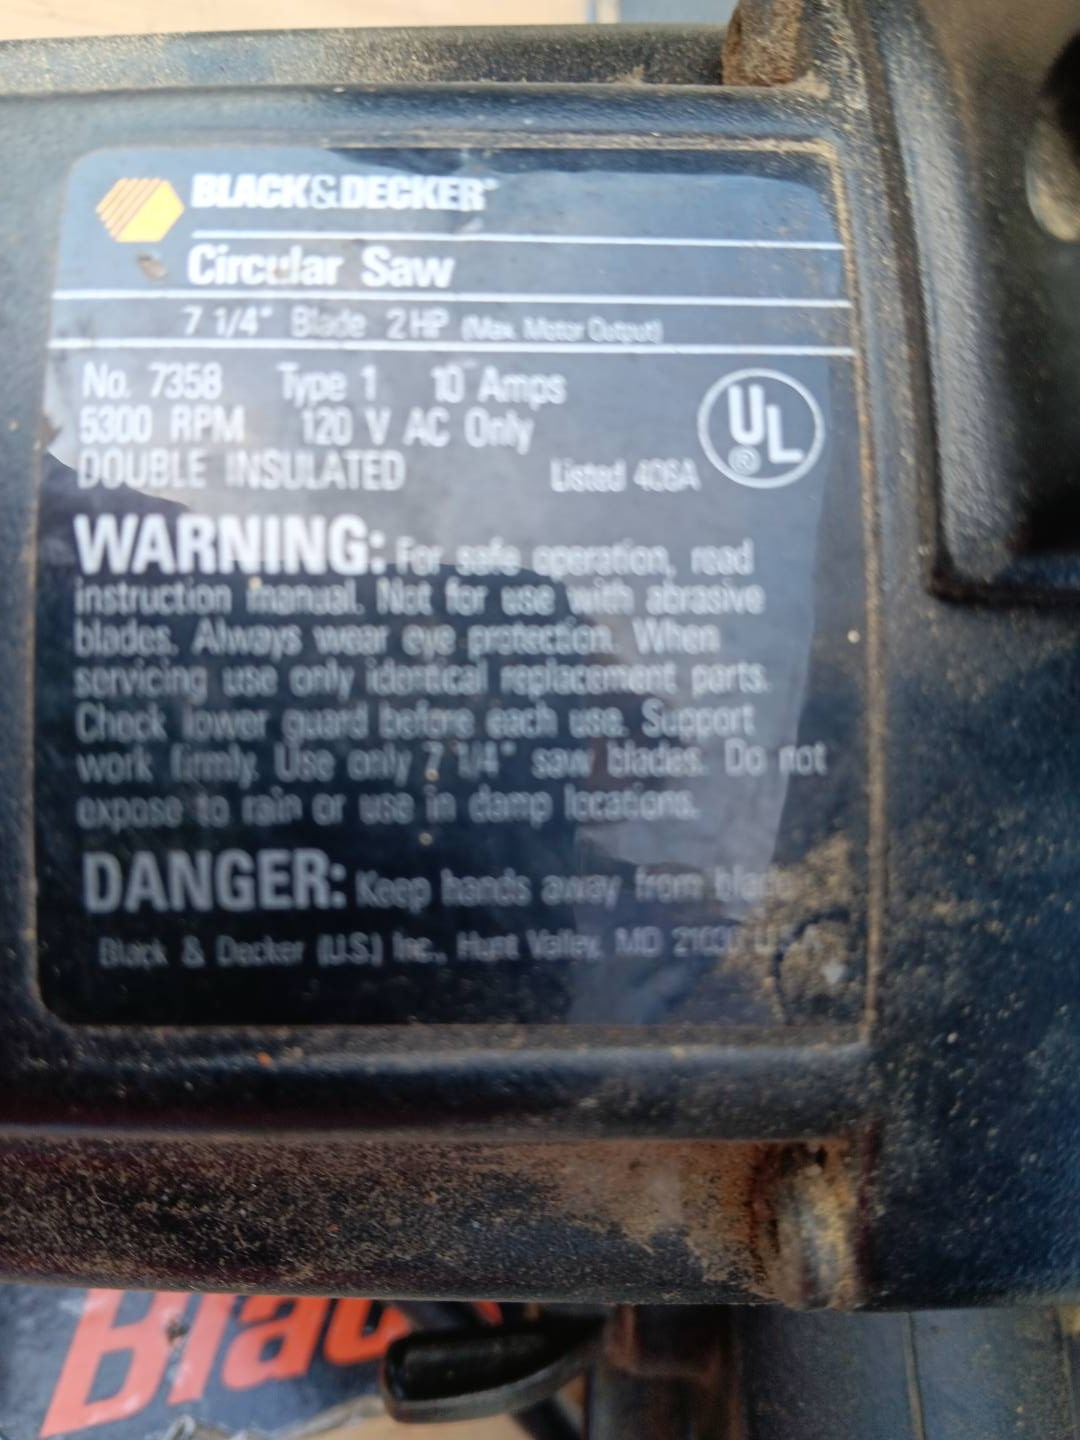 BLACK&DECKER™
Circular Saw
7 1/4" Blade 2 HP (Max. Motor Output)
No. 7358 Type 1 10 Amps
5300 RPM 120 V AC Only
DOUBLE INSULATED Listed 406A
UL®
WARNING: For safe operation, read
instruction manual. Not for use with abrasive
blades. Always wear eye protection. When
servicing use only identical replacement parts.
Check lower guard before each use. Support
work firmly. Use only 7 1/4" saw blades. Do not
expose to rain or use in damp locations.
DANGER: Keep hands away from
Black & Decker (U.S.) Inc., Hunt Valley, MD 21030 U.S.A.
Blac